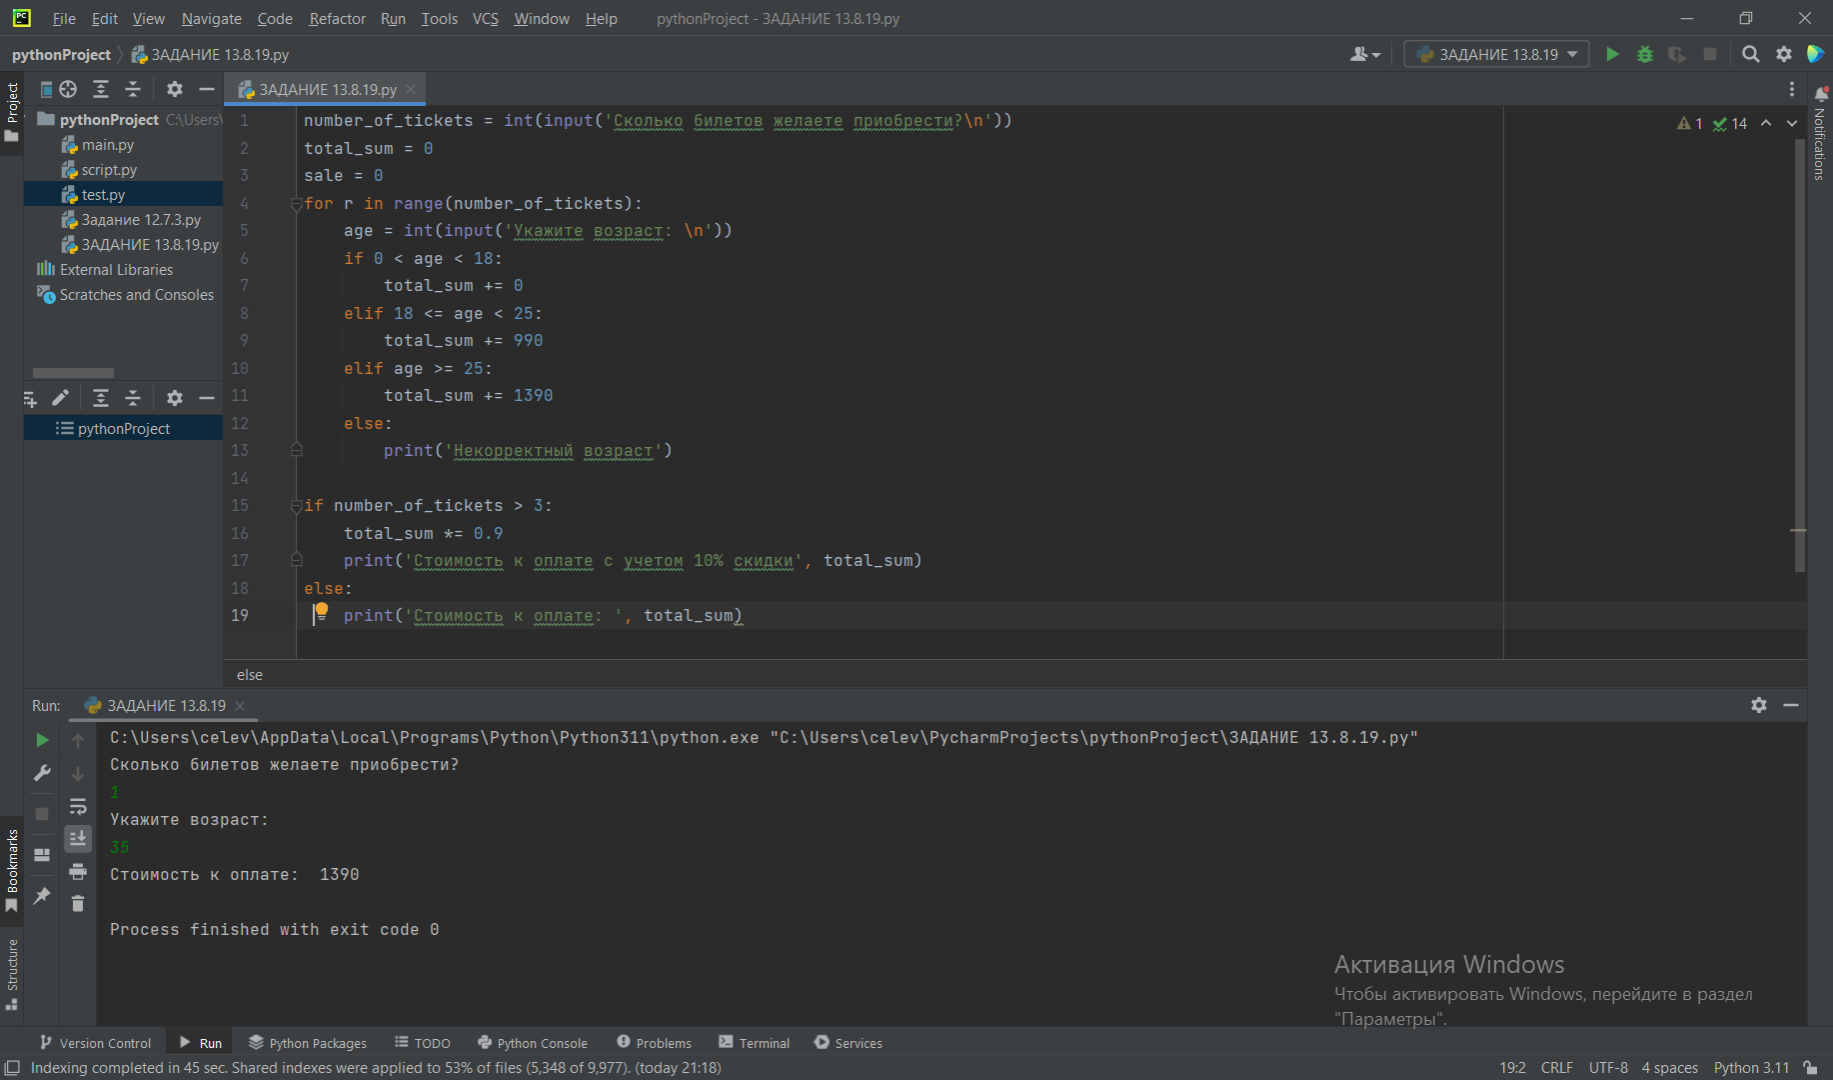 File Edit View Navigate Code Refactor Run Tools VCS Window Help pythonProject - ЗАДАНИЕ 13.8.19.py
pythonProject ЗАДАНИЕ 13.8.19.py ЗАДАНИЕ 13.8.19
Project
ЗАДАНИЕ 13.8.19.py
pythonProject C:\Users\
main.py
script.py
test.py
Задание 12.7.3.py
ЗАДАНИЕ 13.8.19.py
External Libraries
Scratches and Consoles
pythonProject
1 number_of_tickets = int(input('Сколько билетов желаете приобрести?\n'))
2 total_sum = 0
3 sale = 0
4 for r in range(number_of_tickets):
5 age = int(input('Укажите возраст: \n'))
6 if 0 < age < 18:
7 total_sum += 0
8 elif 18 <= age < 25:
9 total_sum += 990
10 elif age >= 25:
11 total_sum += 1390
12 else:
13 print('Некорректный возраст')
14
15 if number_of_tickets > 3:
16 total_sum *= 0.9
17 print('Стоимость к оплате с учетом 10% скидки', total_sum)
18 else:
19 print('Стоимость к оплате: ', total_sum)
1 14
Notifications
else
Run: ЗАДАНИЕ 13.8.19
C:\Users\celev\AppData\Local\Programs\Python\Python311\python.exe "C:\Users\celev\PycharmProjects\pythonProject\ЗАДАНИЕ 13.8.19.py"
Сколько билетов желаете приобрести?
1
Укажите возраст:
35
Стоимость к оплате:  1390
Process finished with exit code 0
Bookmarks
Structure
Активация Windows
Чтобы активировать Windows, перейдите в раздел
"Параметры".
Version Control Run Python Packages TODO Python Console Problems Terminal Services
Indexing completed in 45 sec. Shared indexes were applied to 53% of files (5,348 of 9,977). (today 21:18) 19:2 CRLF UTF-8 4 spaces Python 3.11